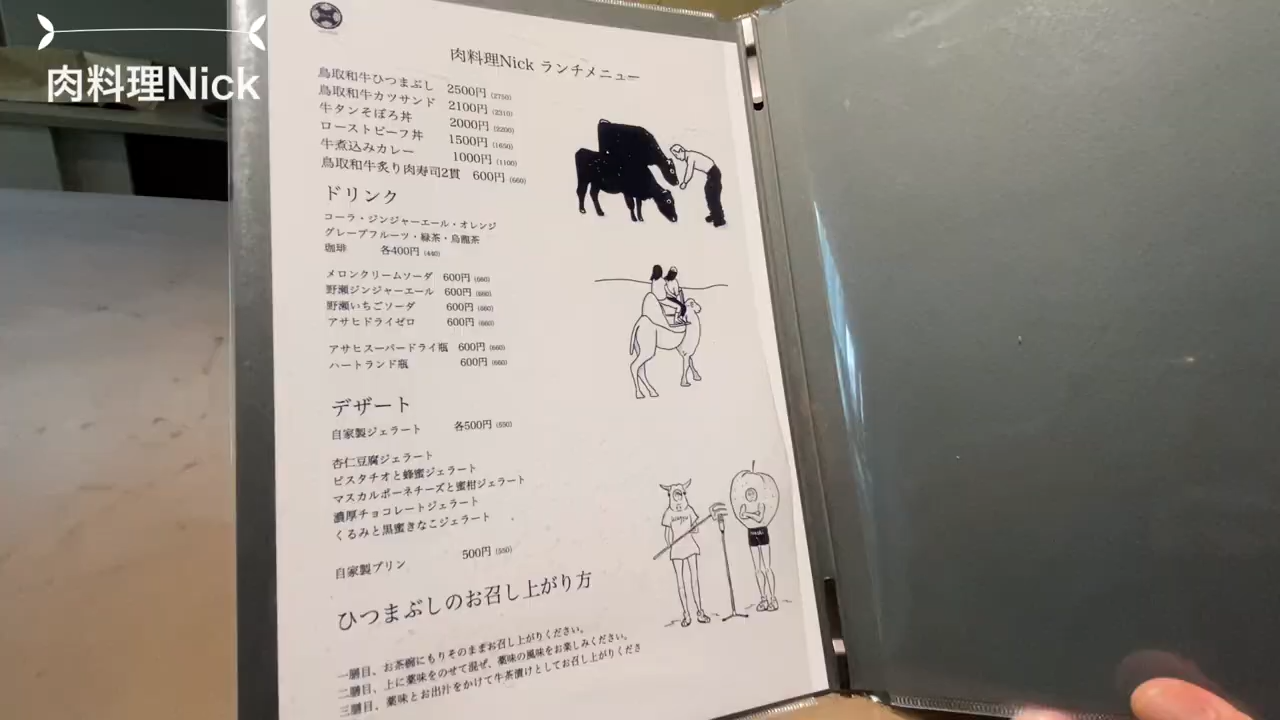 肉料理Nick
肉料理Nick ランチメニュー
鳥取和牛ひつまぶし 2500円 (2750)
鳥取和牛カツサンド 2100円 (2310)
牛タンそぼろ丼 2000円 (2200)
ローストビーフ丼 1500円 (1650)
牛煮込みカレー 1000円 (1100)
鳥取和牛炙り肉寿司2貫 600円 (660)
ドリンク
コーラ・ジンジャーエール・オレンジ
グレープフルーツ・緑茶・烏龍茶
珈琲 各400円 (440)
メロンクリームソーダ 600円 (660)
野瀬ジンジャーエール 600円 (660)
野瀬いちごソーダ 600円 (660)
アサヒドライゼロ 600円 (660)
アサヒスーパードライ瓶 600円 (660)
ハートランド瓶 600円 (660)
デザート
自家製ジェラート 各500円 (550)
杏仁豆腐ジェラート
ピスタチオと蜂蜜ジェラート
マスカルポーネチーズと蜜柑ジェラート
濃厚チョコレートジェラート
くるみと黒蜜きなこジェラート
自家製プリン 500円 (550)
ひつまぶしのお召し上がり方
一膳目、お茶碗にもりそのままお召し上がりください。
二膳目、上に薬味をのせて混ぜ、薬味の風味をお楽しみください。
三膳目、薬味とお出汁をかけて牛茶漬けとしてお召し上がりくださ